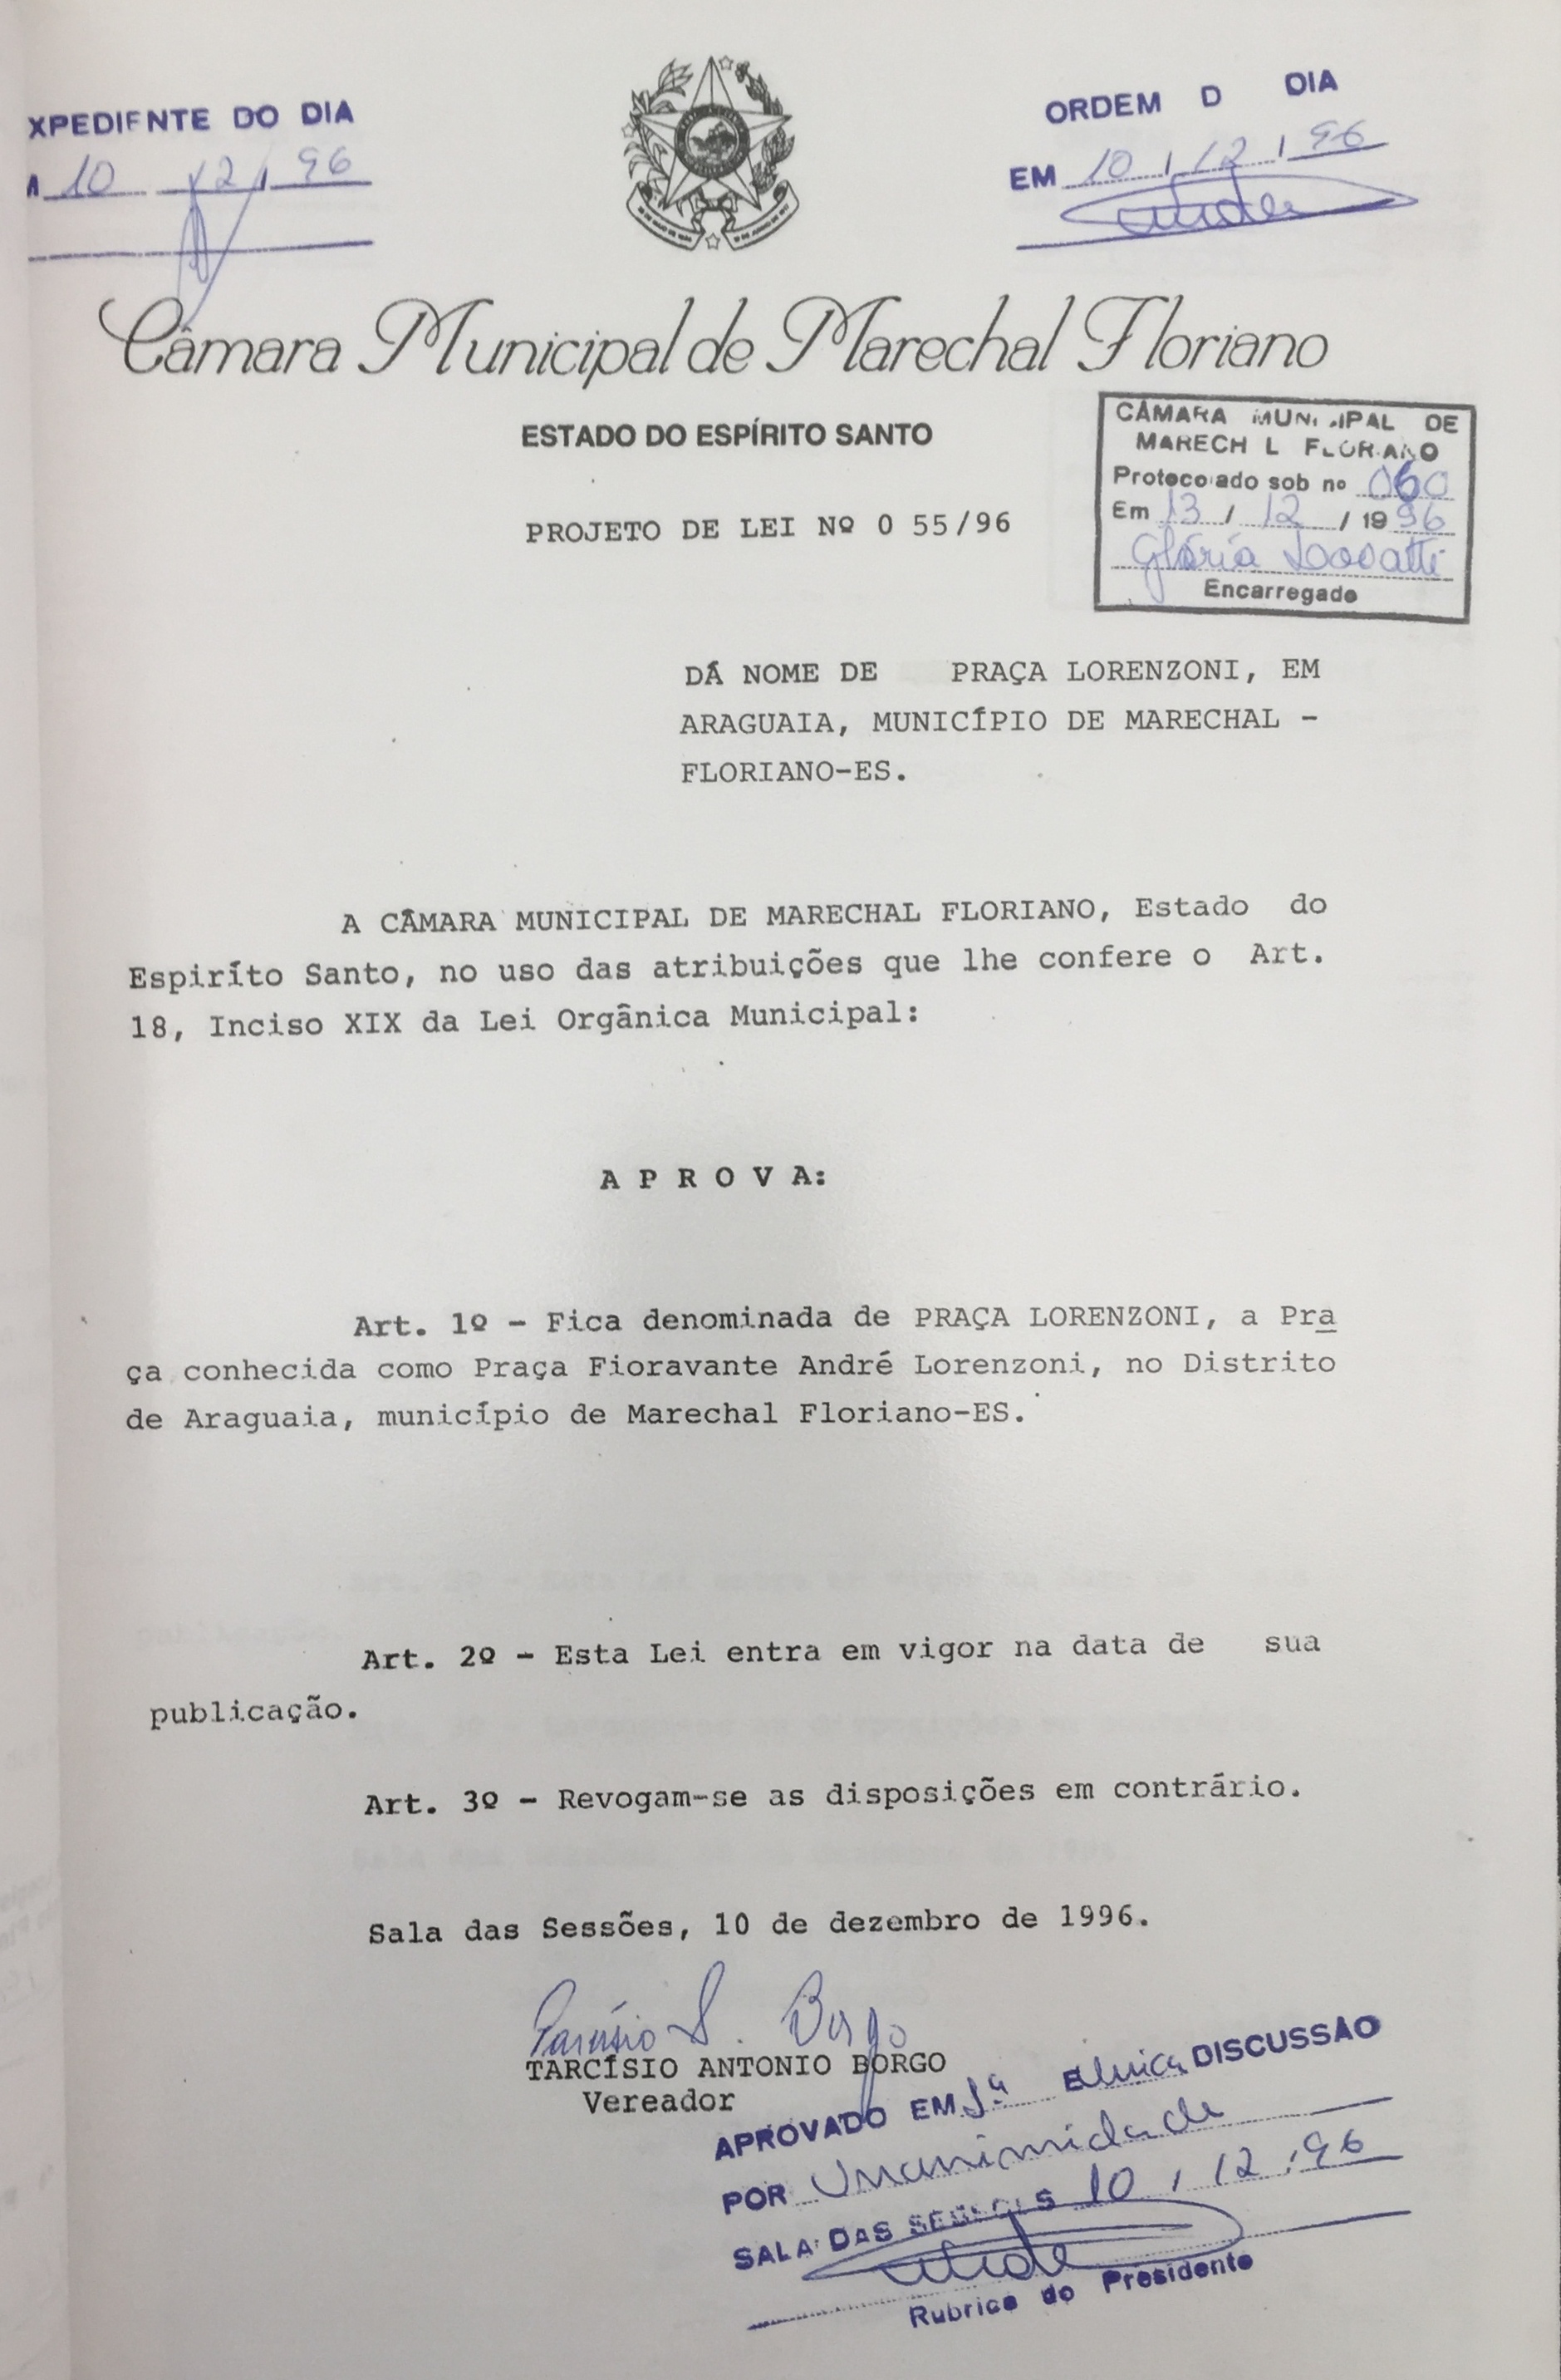 XPEDIENTE DO DIA
A 10 12 96
ORDEM D DIA
EM 10 / 12 / 96
Câmara Municipal de Marechal Floriano
ESTADO DO ESPÍRITO SANTO
CÂMARA MUNICIPAL DE
MARECH L FLORIANO
Protocolado sob nº 060
Em 13 / 12 / 1996
Glória
Encarregado
PROJETO DE LEI Nº 0 55/96
DÁ NOME DE PRAÇA LORENZONI, EM
ARAGUAIA, MUNICÍPIO DE MARECHAL -
FLORIANO-ES.
A CÂMARA MUNICIPAL DE MARECHAL FLORIANO, Estado do
Espiríto Santo, no uso das atribuições que lhe confere o Art.
18, Inciso XIX da Lei Orgânica Municipal:
A P R O V A:
Art. 1º - Fica denominada de PRAÇA LORENZONI, a Pra
ça conhecida como Praça Fioravante André Lorenzoni, no Distrito
de Araguaia, município de Marechal Floriano-ES.
Art. 2º - Esta Lei entra em vigor na data de sua
publicação.
Art. 3º - Revogam-se as disposições em contrário.
Sala das Sessões, 10 de dezembro de 1996.
Tarcísio A. Borgo
TARCÍSIO ANTONIO BORGO
Vereador
APROVADO EM 1ª E única DISCUSSÃO
POR Unanimidade
SALA DAS SESSÕES 10 / 12 / 96
Rubrica do Presidente